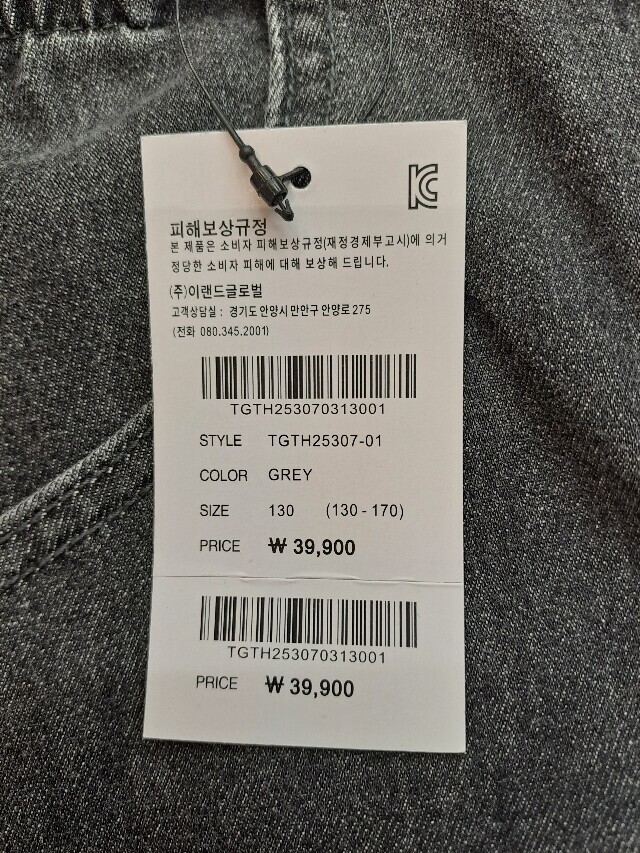 KC
피해보상규정
본 제품은 소비자 피해보상규정(재정경제부고시)에 의거
정당한 소비자 피해에 대해 보상해 드립니다.
(주)이랜드글로벌
고객상담실 : 경기도 안양시 만안구 안양로 275
(전화 080.345.2001)
TGTH253070313001
STYLE TGTH25307-01
COLOR GREY
SIZE 130 (130 - 170)
PRICE ₩ 39,900
TGTH253070313001
PRICE ₩ 39,900